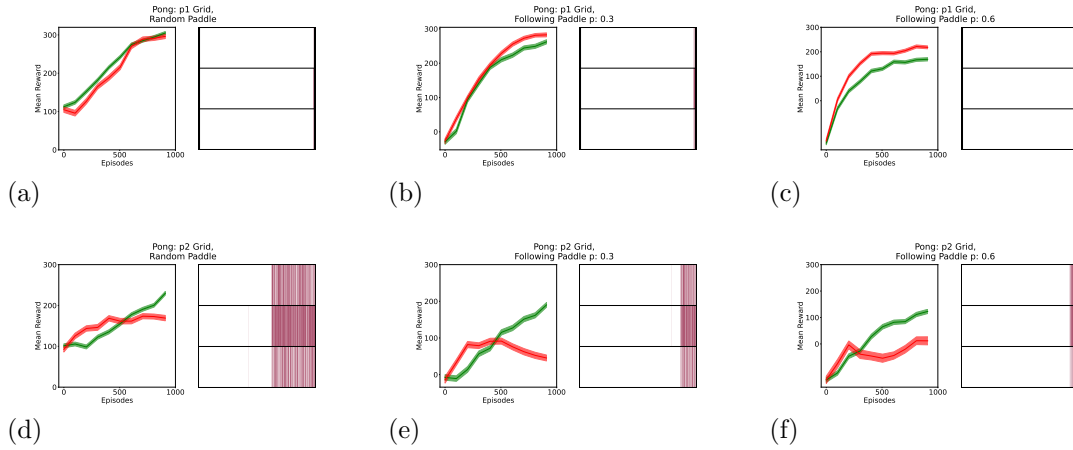 Pong: p1 Grid,
Random Paddle
300
200
100
0
Mean Reward
0
500
1000
Episodes
(a)
Pong: p1 Grid,
Following Paddle p: 0.3
300
200
100
0
Mean Reward
0
500
1000
Episodes
(b)
Pong: p1 Grid,
Following Paddle p: 0.6
300
200
100
0
Mean Reward
0
500
1000
Episodes
(c)
Pong: p2 Grid,
Random Paddle
300
200
100
0
Mean Reward
0
500
1000
Episodes
(d)
Pong: p2 Grid,
Following Paddle p: 0.3
300
200
100
0
Mean Reward
0
500
1000
Episodes
(e)
Pong: p2 Grid,
Following Paddle p: 0.6
300
200
100
0
Mean Reward
0
500
1000
Episodes
(f)